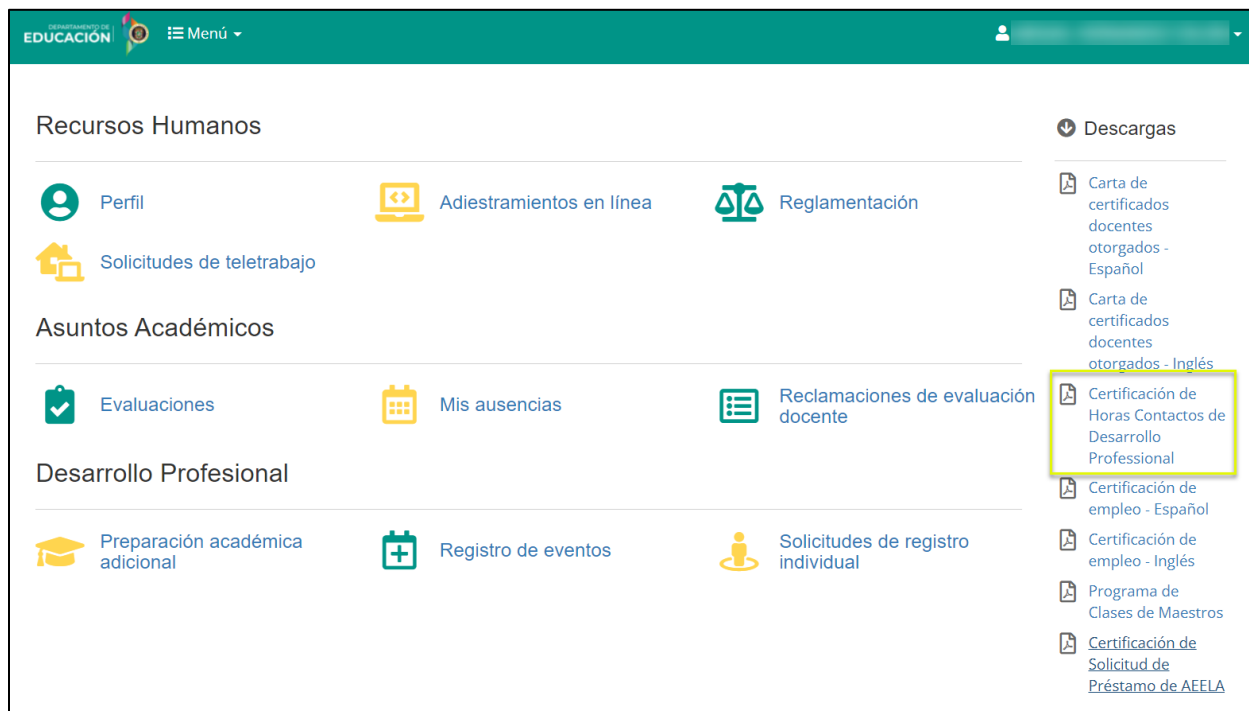 DEPARTAMENTO DE
EDUCACIÓN
Menú
Recursos Humanos
Perfil
Adiestramientos en línea
Reglamentación
Solicitudes de teletrabajo
Asuntos Académicos
Evaluaciones
Mis ausencias
Reclamaciones de evaluación
docente
Desarrollo Profesional
Preparación académica
adicional
Registro de eventos
Solicitudes de registro
individual
Descargas
Carta de
certificados
docentes
otorgados -
Español
Carta de
certificados
docentes
otorgados - Inglés
Certificación de
Horas Contactos de
Desarrollo
Professional
Certificación de
empleo - Español
Certificación de
empleo - Inglés
Programa de
Clases de Maestros
Certificación de
Solicitud de
Préstamo de AEELA